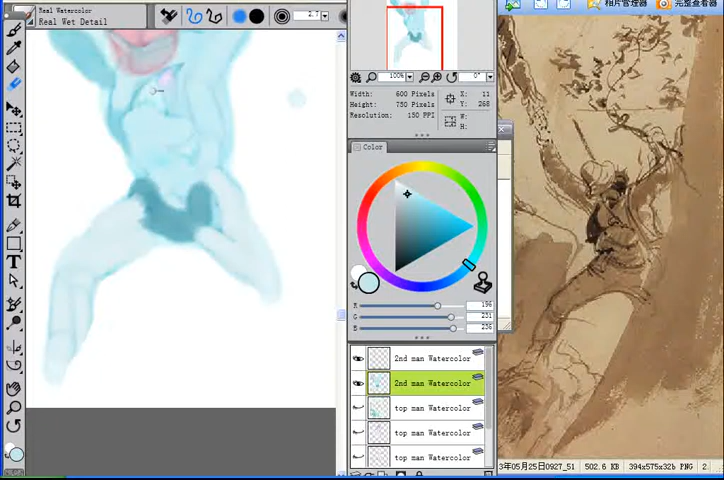 Real Watercolor
Real Wet Detail
2.7
相片管理器
完整查看器
100%
0°
Width: 600 Pixels
Height: 750 Pixels
Resolution: 150 PPI
X: 11
Y: 268
W:
H:
Color
R 196
G 231
B 236
2nd man Watercolor
2nd man Watercolor
top man Watercolor
top man Watercolor
top man Watercolor
3年05月25日0927_51
502.6 KB
394x575x32b PNG
2